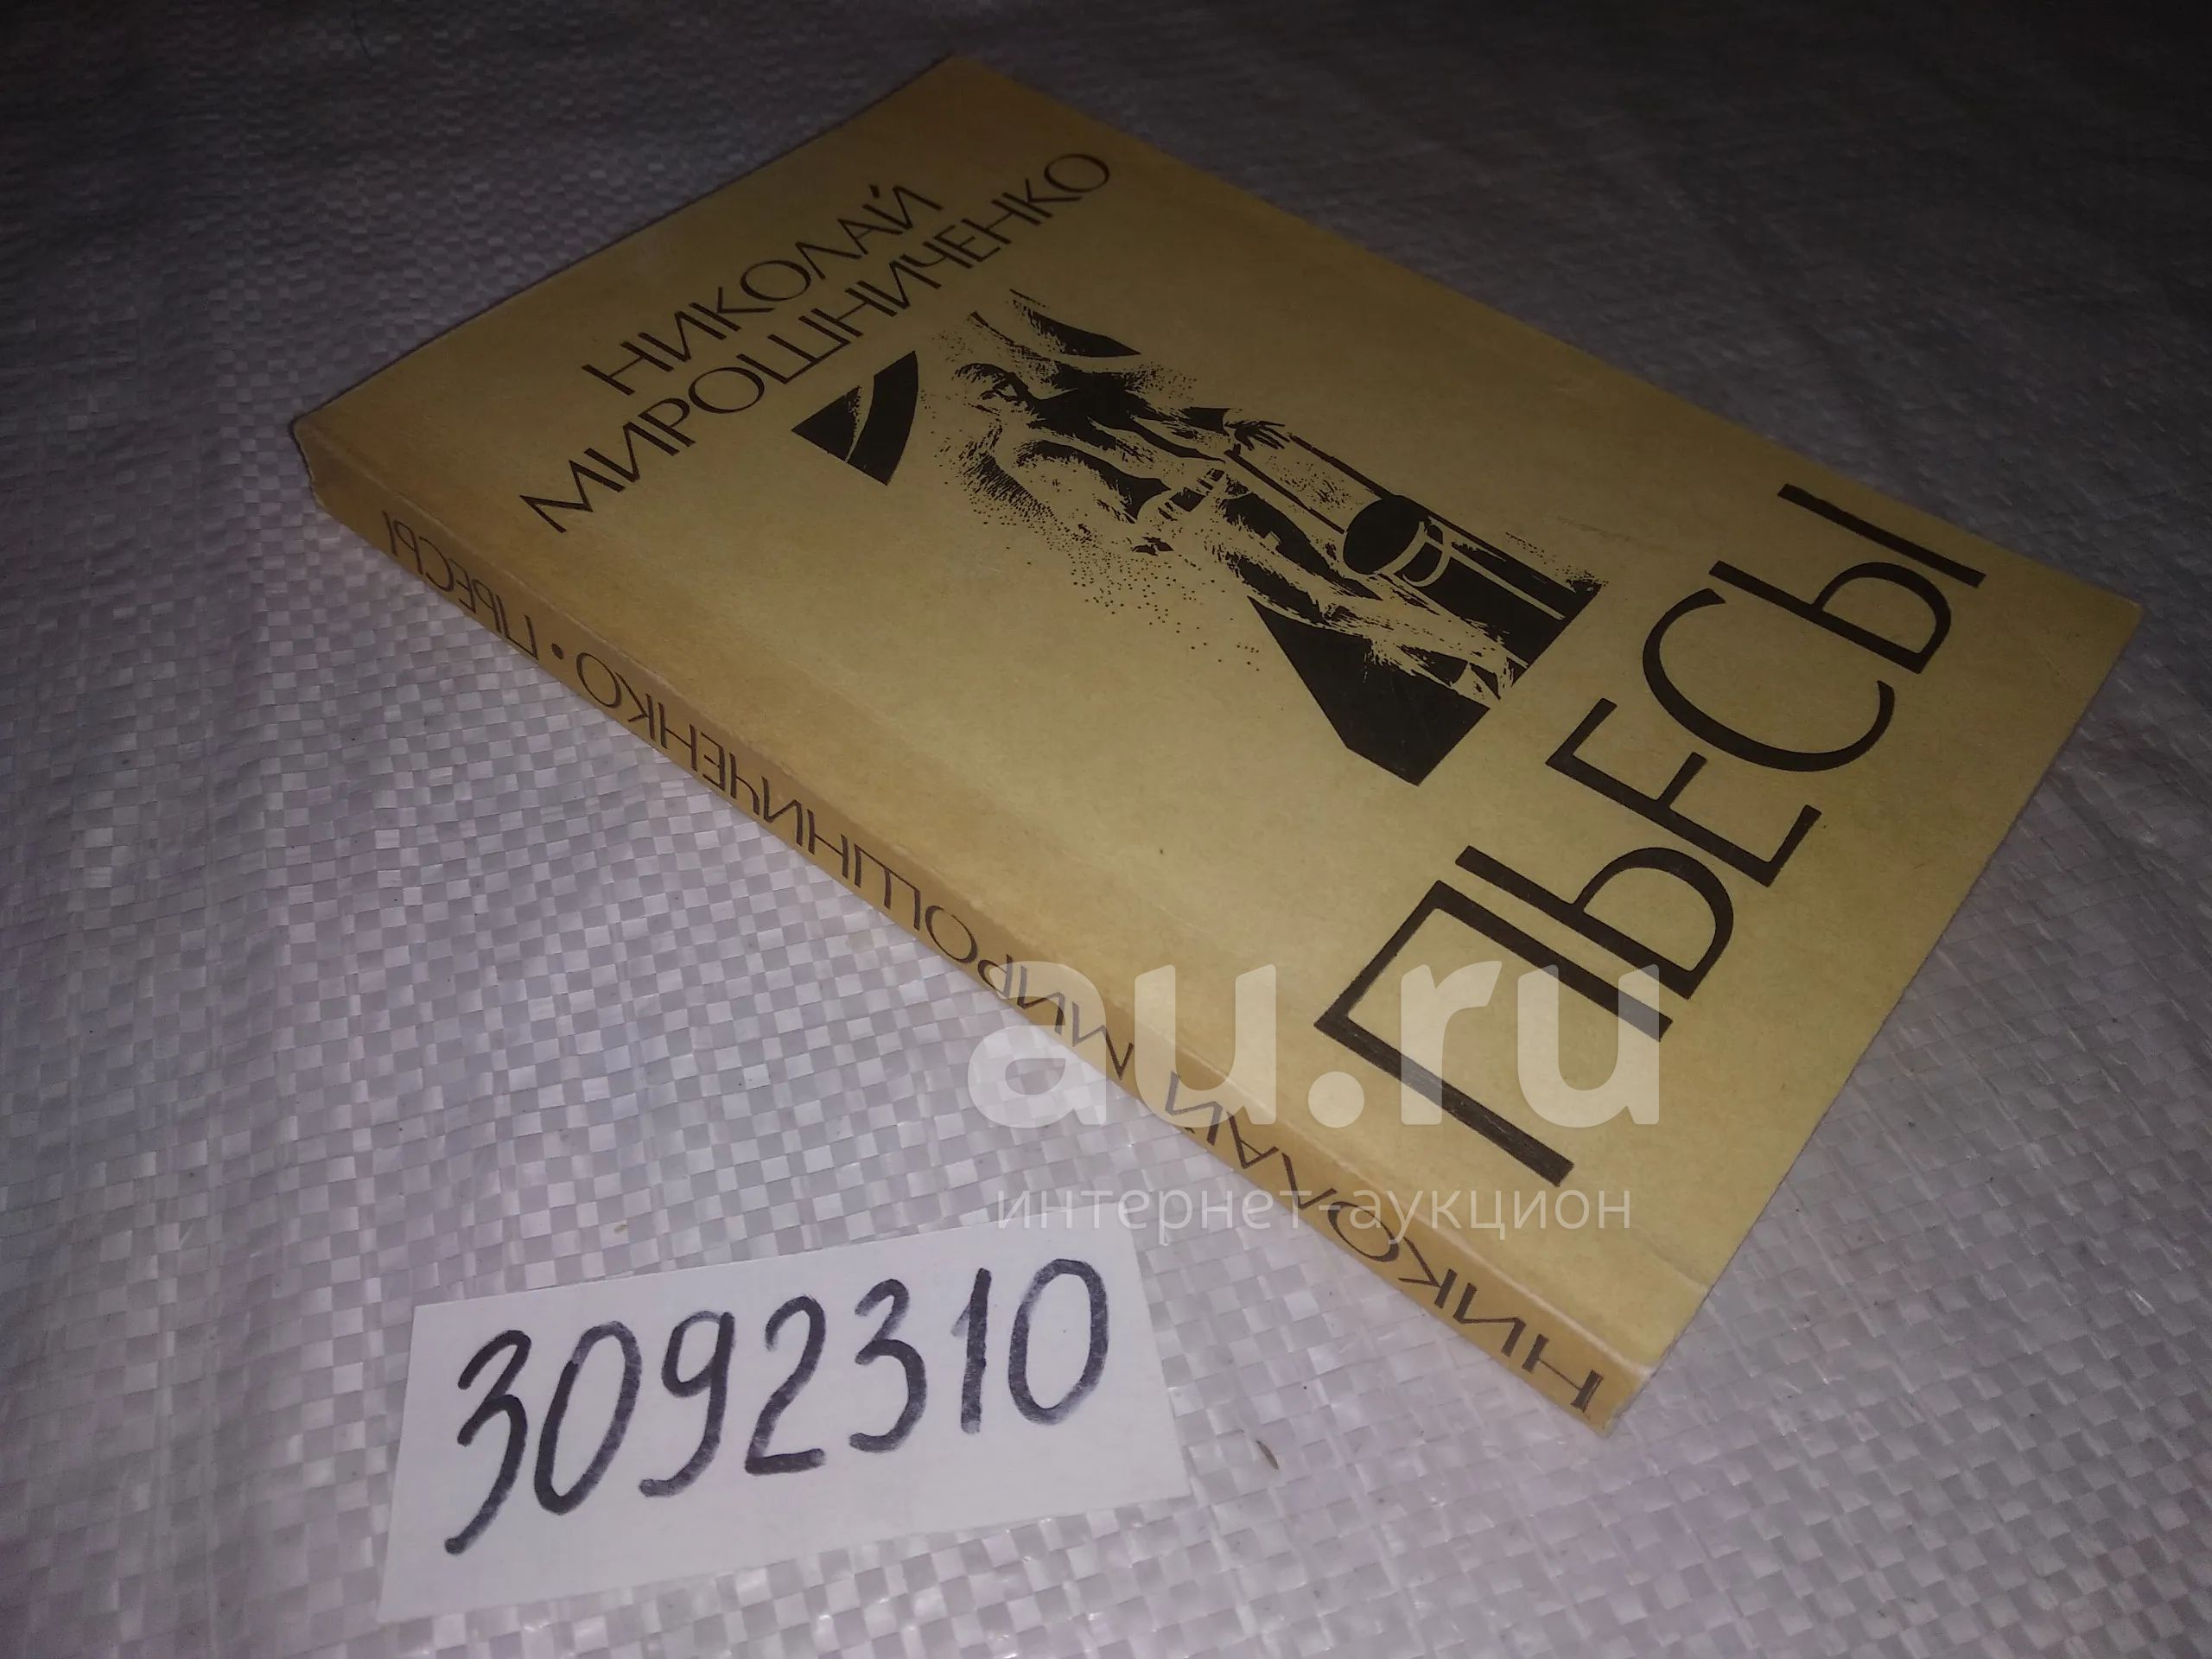 НИКОЛАЙ
МИРОШНИЧЕНКО
ПЬЕСЫ
НИКОЛАЙ МИРОШНИЧЕНКО • ПЬЕСЫ
au.ru
интернет-аукцион
3092310